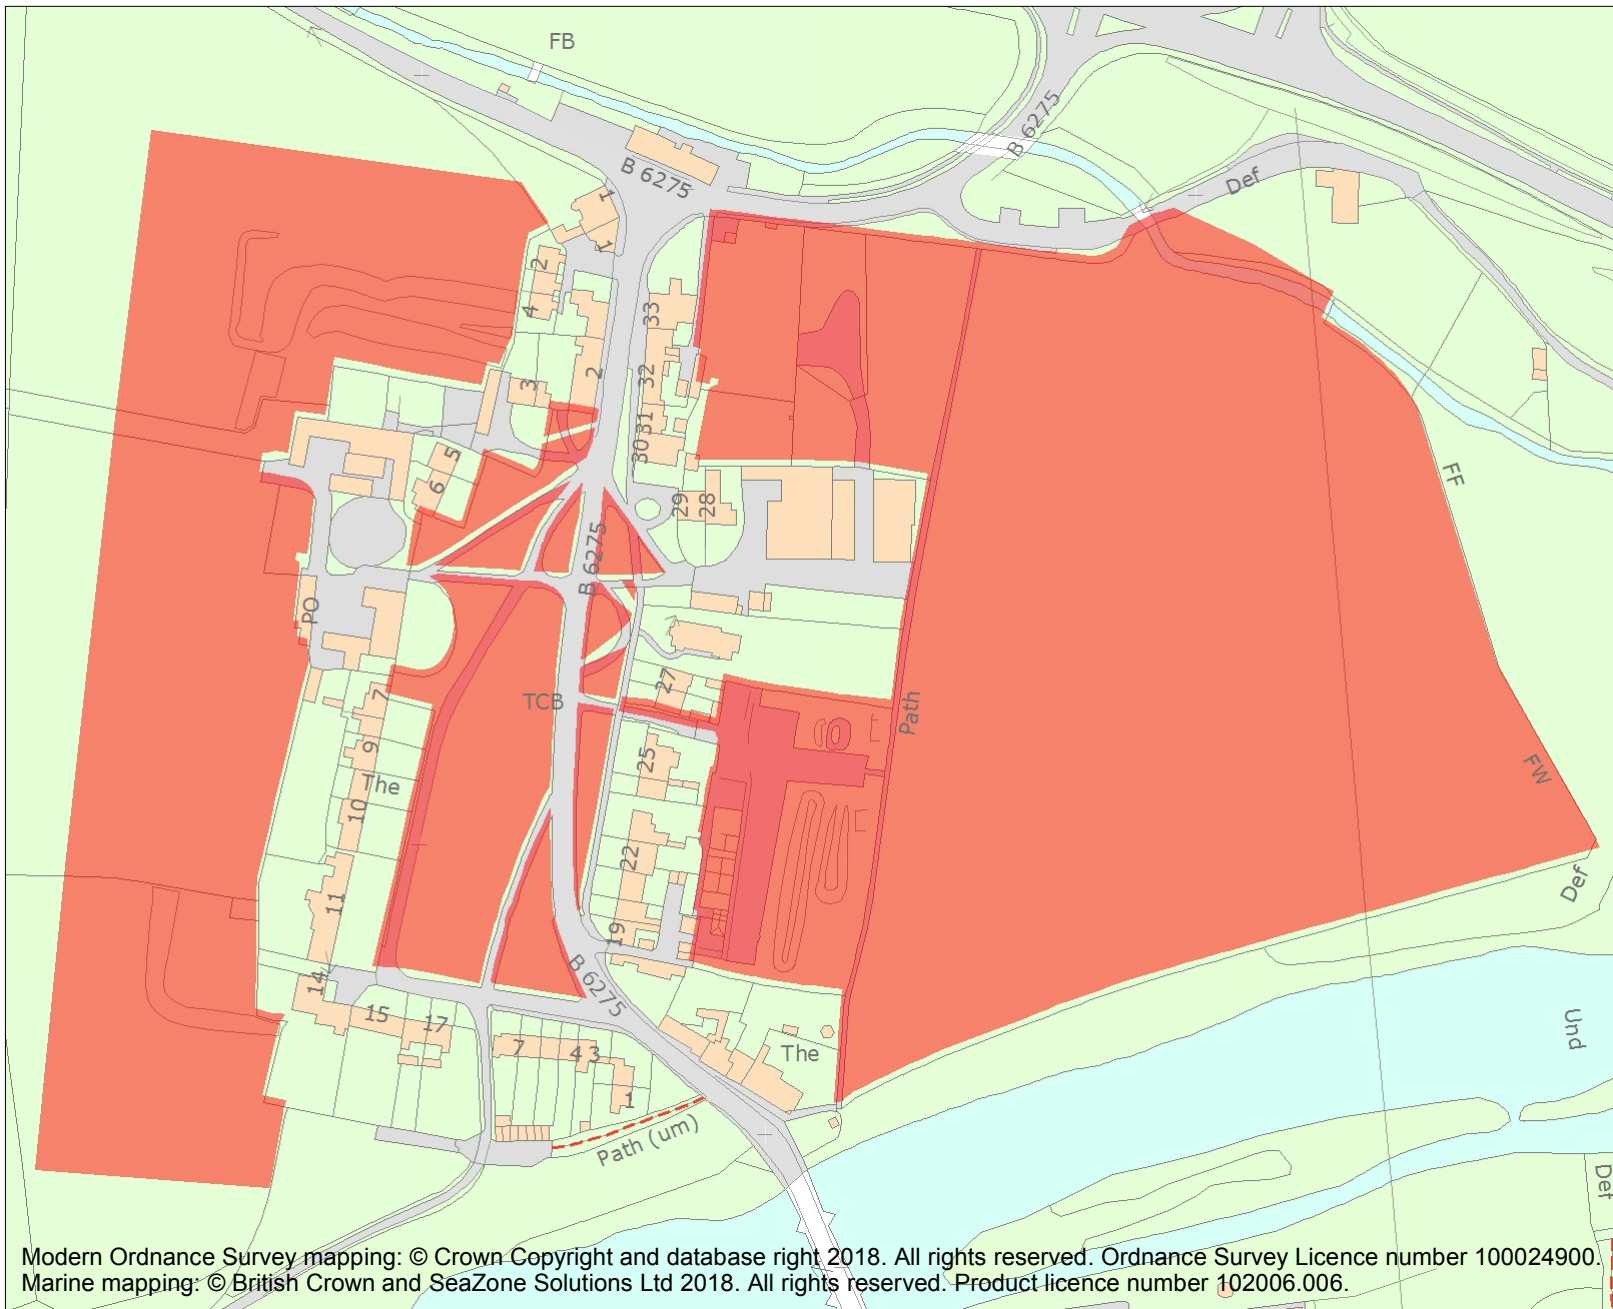 FB
B 6275
B 6275
Def
1
1
2
4
33
3
2
32
31
30
5
6
29
28
FF
B 6275
PO
7
27
TCB
Path
9
The
25
10
FW
22
11
Def
19
14
B 6275
15
17
Und
7
4
3
The
1
Path (um)
Def
Modern Ordnance Survey mapping: © Crown Copyright and database right 2018. All rights reserved. Ordnance Survey Licence number 100024900.
Marine mapping: © British Crown and SeaZone Solutions Ltd 2018. All rights reserved. Product licence number 102006.006.